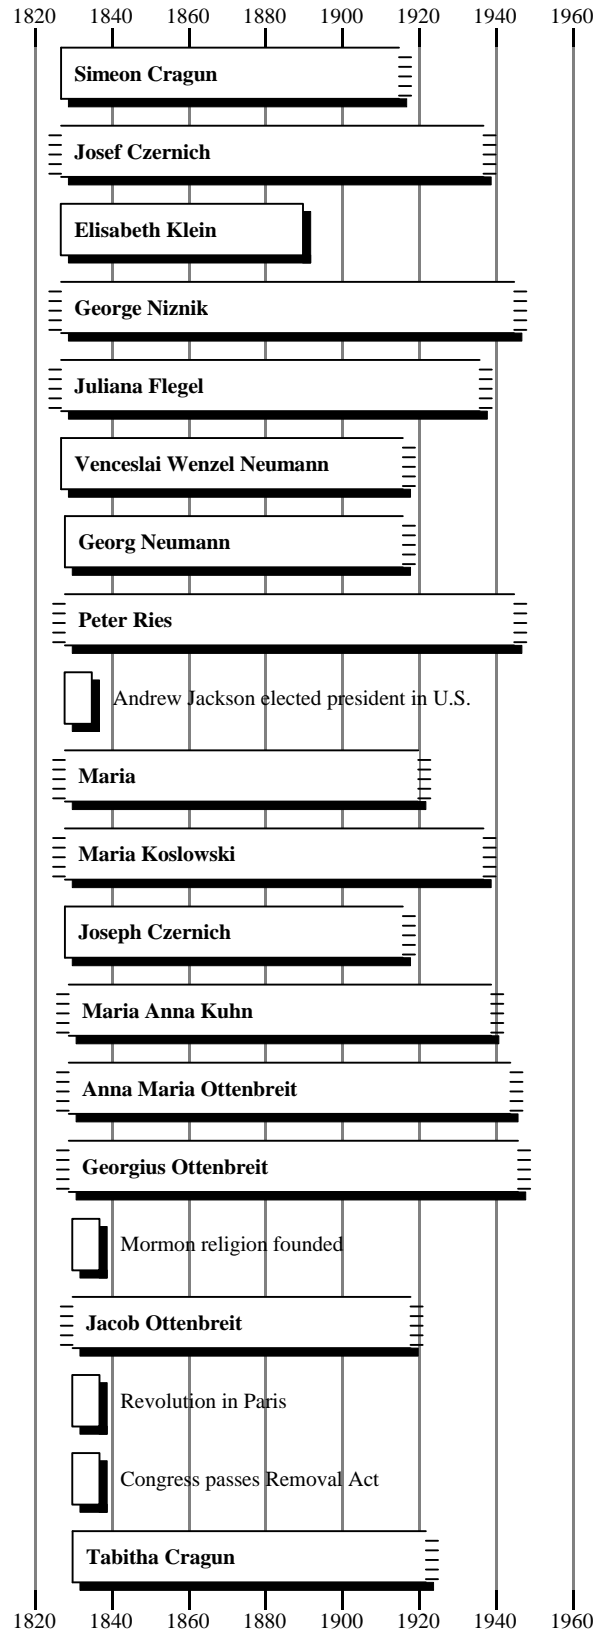 1820 1840 1860 1880 1900 1920 1940 1960
Simeon Cragun
Josef Czernich
Elisabeth Klein
George Niznik
Juliana Flegel
Venceslai Wenzel Neumann
Georg Neumann
Peter Ries
Andrew Jackson elected president in U.S.
Maria
Maria Koslowski
Joseph Czernich
Maria Anna Kuhn
Anna Maria Ottenbreit
Georgius Ottenbreit
Mormon religion founded
Jacob Ottenbreit
Revolution in Paris
Congress passes Removal Act
Tabitha Cragun
1820 1840 1860 1880 1900 1920 1940 1960